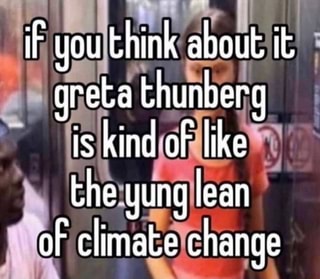 if you think about it
greta thunberg
is kind of like
the yung lean
of climate change